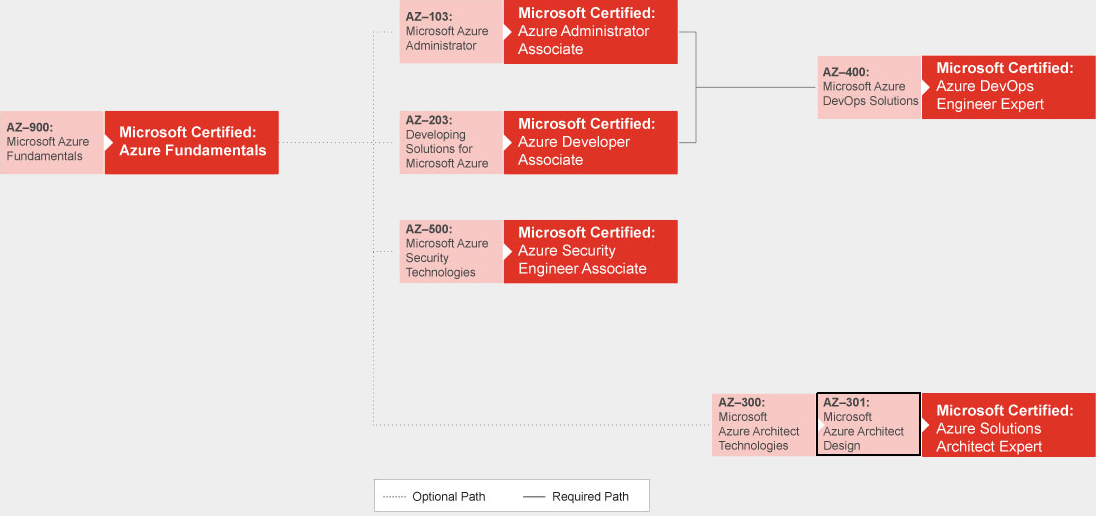 AZ–900:
Microsoft Azure
Fundamentals
Microsoft Certified:
Azure Fundamentals
AZ–103:
Microsoft Azure
Administrator
Microsoft Certified:
Azure Administrator
Associate
AZ–203:
Developing
Solutions for
Microsoft Azure
Microsoft Certified:
Azure Developer
Associate
AZ–500:
Microsoft Azure
Security
Technologies
Microsoft Certified:
Azure Security
Engineer Associate
AZ–400:
Microsoft Azure
DevOps Solutions
Microsoft Certified:
Azure DevOps
Engineer Expert
AZ–300:
Microsoft
Azure Architect
Technologies
AZ–301:
Microsoft
Azure Architect
Design
Microsoft Certified:
Azure Solutions
Architect Expert
Optional Path
Required Path